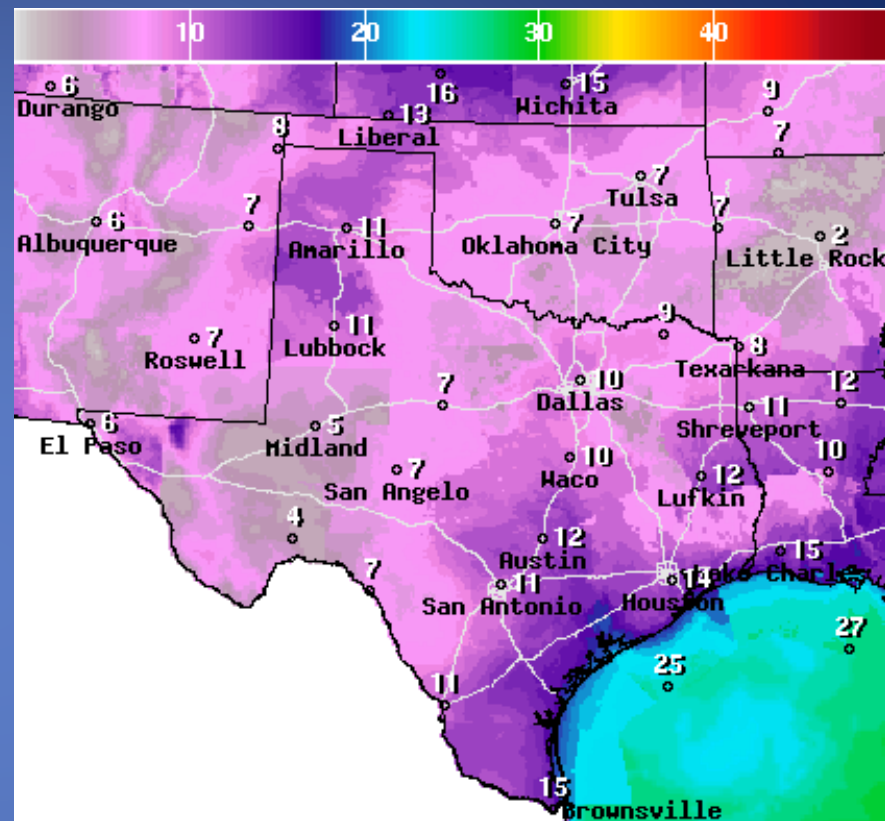 10 20 30 40
6
Durango
16
15
Wichita
9
13
Liberal
8
7
7
Tulsa
6
Albuquerque
7
11
Amarillo
7
Oklahoma City
7
2
Little Rock
7
Roswell
11
Lubbock
9
8
Texarkana
10
Dallas
7
11
Shreveport
12
6
El Paso
5
Midland
7
San Angelo
10
Waco
12
Lufkin
10
4
12
Austin
15
Lake Charles
7
11
San Antonio
14
Houston
27
25
11
15
Brownsville